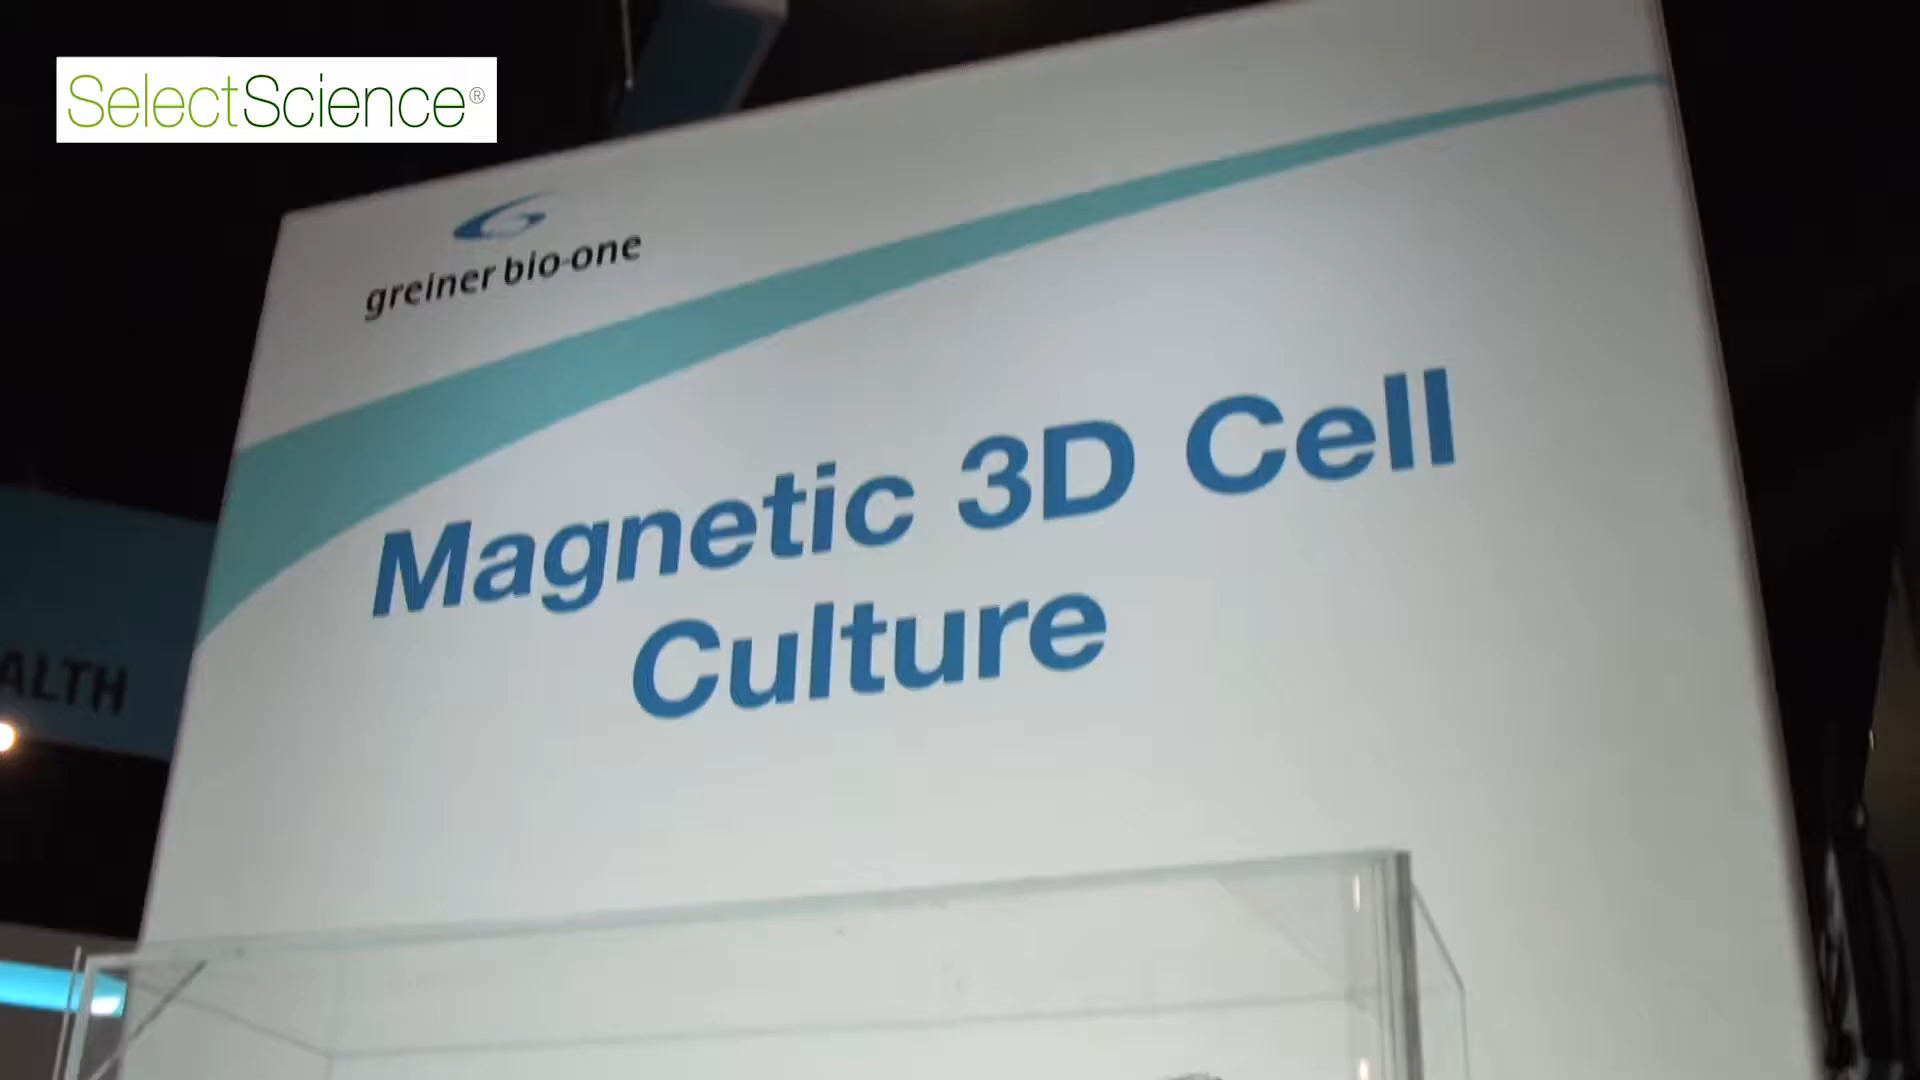 SelectScience®
greiner bio-one
Magnetic 3D Cell
Culture
ALTH